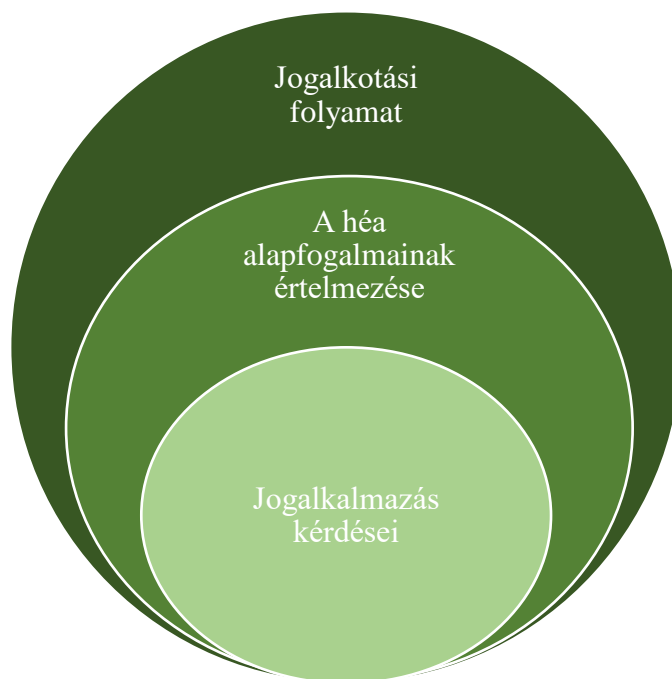 Jogalkotási
folyamat
A héa
alapfogalmainak
értelmezése
Jogalkalmazás
kérdései